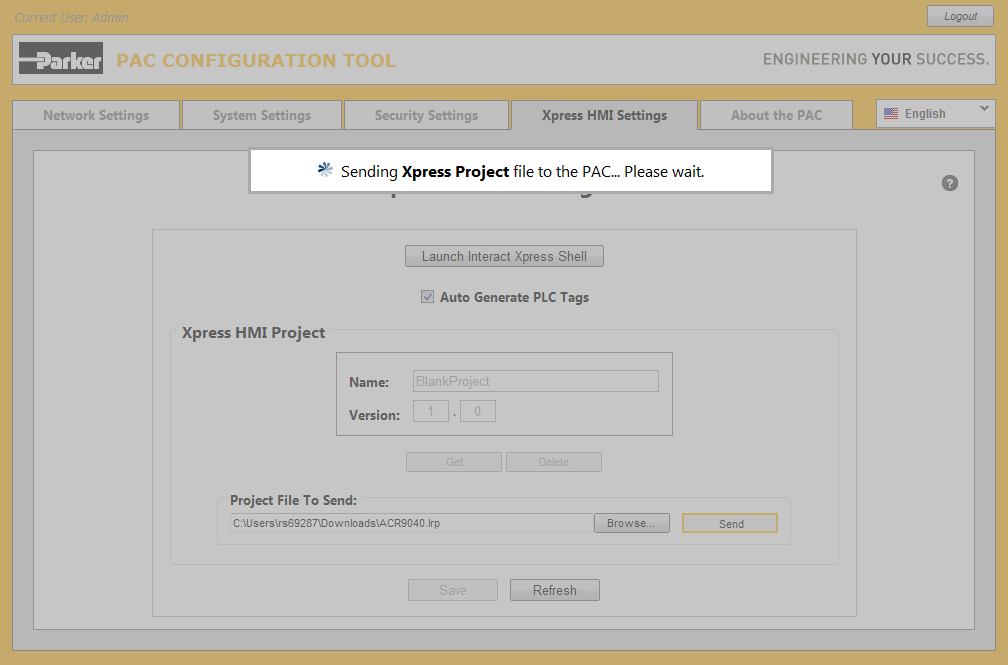 Current User: Admin
Logout
Parker
PAC CONFIGURATION TOOL
ENGINEERING YOUR SUCCESS.
Network Settings
System Settings
Security Settings
Xpress HMI Settings
About the PAC
English
Sending Xpress Project file to the PAC... Please wait.
?
Launch Interact Xpress Shell
Auto Generate PLC Tags
Xpress HMI Project
Name:
BlankProject
Version:
1 . 0
Get
Delete
Project File To Send:
C:\Users\rs69287\Downloads\ACR9040.lrp
Browse...
Send
Save
Refresh